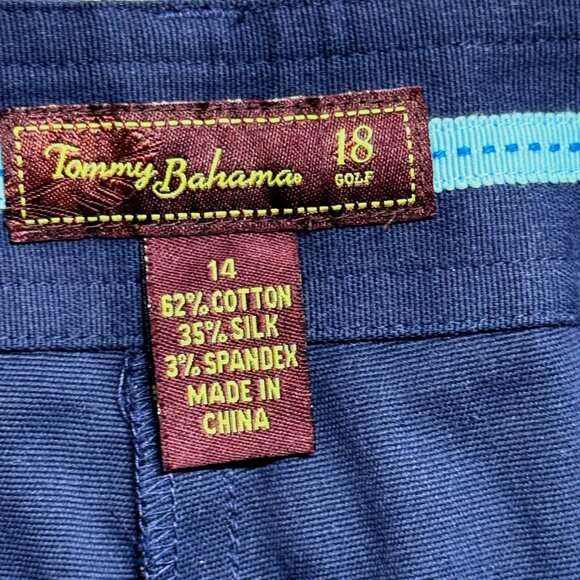 Tommy Bahama® 18
GOLF
14
62% COTTON
35% SILK
3% SPANDEX
MADE IN
CHINA